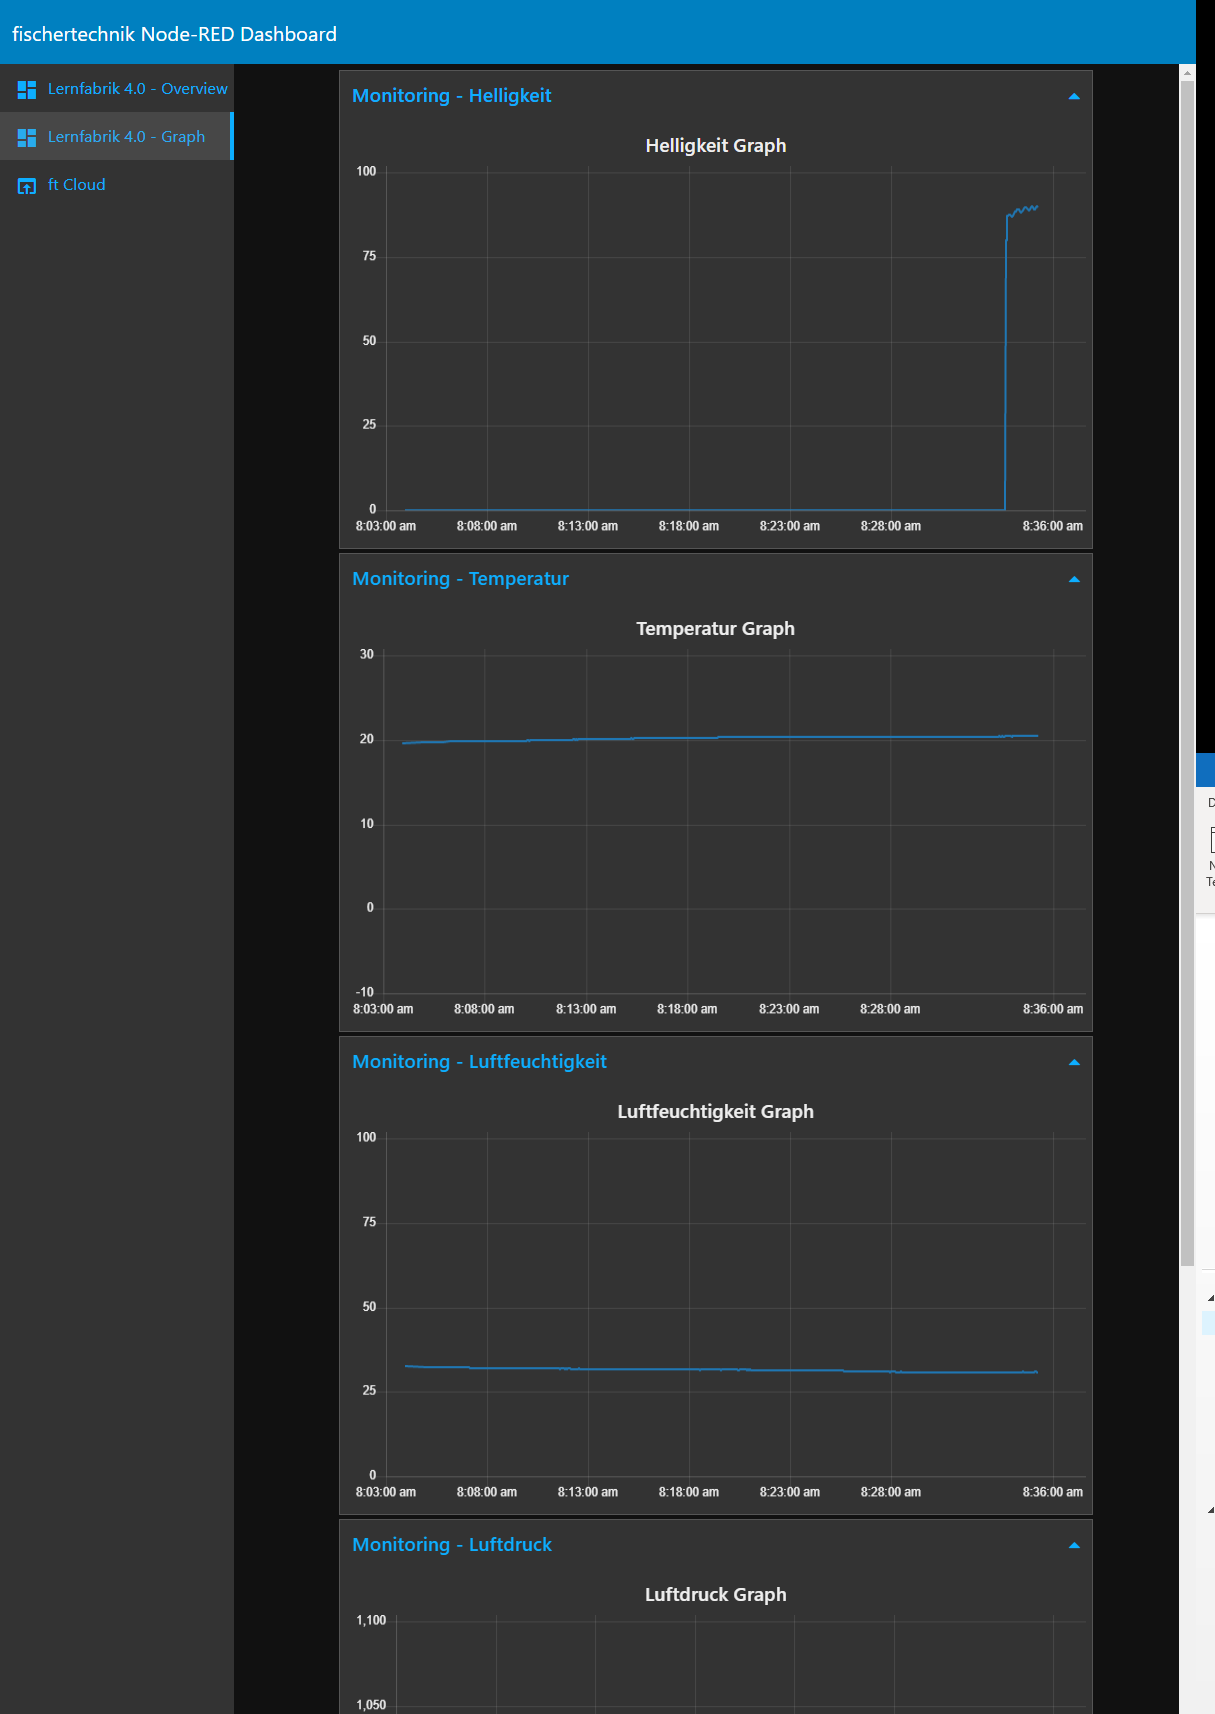 fischertechnik Node-RED Dashboard
Lernfabrik 4.0 - Overview
Lernfabrik 4.0 - Graph
ft Cloud
Monitoring - Helligkeit
Helligkeit Graph
100
75
50
25
0
8:03:00 am 8:08:00 am 8:13:00 am 8:18:00 am 8:23:00 am 8:28:00 am 8:36:00 am
Monitoring - Temperatur
Temperatur Graph
30
20
10
0
-10
8:03:00 am 8:08:00 am 8:13:00 am 8:18:00 am 8:23:00 am 8:28:00 am 8:36:00 am
Monitoring - Luftfeuchtigkeit
Luftfeuchtigkeit Graph
100
75
50
25
0
8:03:00 am 8:08:00 am 8:13:00 am 8:18:00 am 8:23:00 am 8:28:00 am 8:36:00 am
Monitoring - Luftdruck
Luftdruck Graph
1,100
1,050